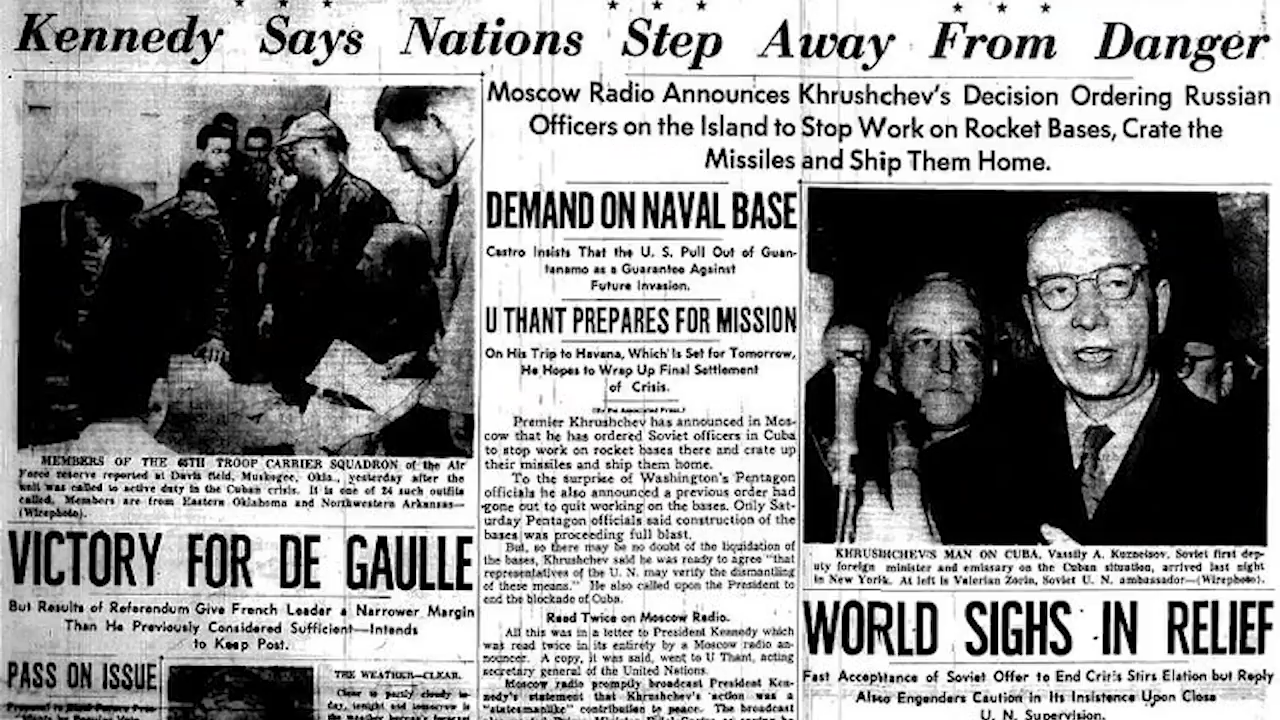 Kennedy Says Nations Step Away From Danger
Moscow Radio Announces Khrushchev's Decision Ordering Russian
Officers on the Island to Stop Work on Rocket Bases, Crate the
Missiles and Ship Them Home.
MEMBERS OF THE 65TH TROOP CARRIER SQUADRON of the Air
Force reserve reported at Davis field, Muskogee, Okla., yesterday after the
unit was called to active duty in the Cuban crisis. It is one of 24 such outfits
called. Members are from Eastern Oklahoma and Northwestern Arkansas—
(Wirephoto).
VICTORY FOR DE GAULLE
But Results of Referendum Give French Leader a Narrower Margin
Than He Previously Considered Sufficient—Intends
to Keep Post.
PASS ON ISSUE
THE WEATHER—CLEAR.
Clear to partly cloudy
day, tonight and tomorrow is
DEMAND ON NAVAL BASE
Castro Insists That the U. S. Pull Out of Guan-
tanamo as a Guarantee Against
Future Invasion.
U THANT PREPARES FOR MISSION
On His Trip to Havana, Which Is Set for Tomorrow,
He Hopes to Wrap Up Final Settlement
of Crisis.
(By the Associated Press.)
Premier Khrushchev has announced in Mos-
cow that he has ordered Soviet officers in Cuba
to stop work on rocket bases there and crate up
their missiles and ship them home.
To the surprise of Washington's Pentagon
officials he also announced a previous order had
gone out to quit working on the bases. Only Sat-
urday Pentagon officials said construction of the
bases was proceeding full blast.
But, so there may be no doubt of the liquidation of
the bases, Khrushchev said he was ready to agree "that
representatives of the U. N. may verify the dismantling
of these means." He also called upon the President to
end the blockade of Cuba.
Read Twice on Moscow Radio.
All this was in a letter to President Kennedy which
was read twice in its entirety by a Moscow radio an-
nouncer. A copy, it was said, went to U Thant, acting
secretary general of the United Nations.
Moscow radio promptly broadcast President Ken-
nedy's statement that Khrushchev's action was a
"statesmanlike" contribution to peace. The broadcast
KHRUSHCHEV'S MAN ON CUBA, Vassily A. Kuznetsov, Soviet first dep-
uty foreign minister and emissary on the Cuban situation, arrived last night
in New York. At left is Valerian Zorin, Soviet U. N. ambassador—(Wirephoto).
WORLD SIGHS IN RELIEF
Fast Acceptance of Soviet Offer to End Crisis Stirs Elation but Reply
Also Engenders Caution in Its Insistence Upon Close
U. N. Supervision.